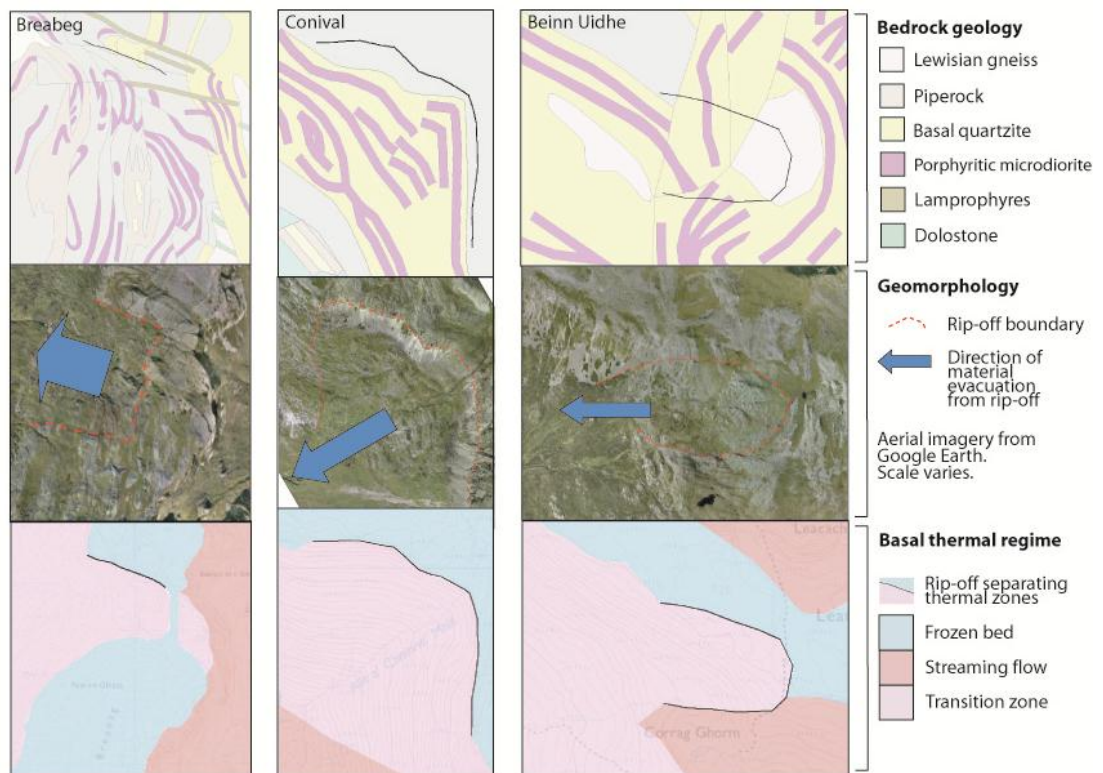 Breabeg
Conival
Beinn Uidhe
Bedrock geology
Lewisian gneiss
Piperock
Basal quartzite
Porphyritic microdiorite
Lamprophyres
Dolostone
Geomorphology
Rip-off boundary
Direction of
material
evacuation
from rip-off
Aerial imagery from
Google Earth.
Scale varies.
Basal thermal regime
Rip-off separating
thermal zones
Frozen bed
Streaming flow
Transition zone
Gorrag Ghorm